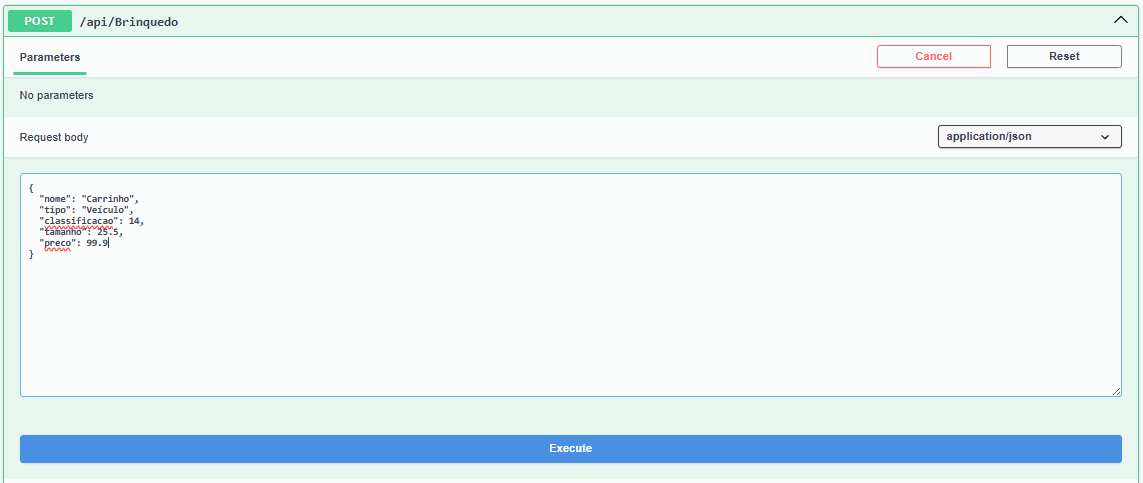 POST /api/Brinquedo
Parameters
Cancel
Reset
No parameters
Request body
application/json
{
  "nome": "Carrinho",
  "tipo": "Veículo",
  "classificacao": 14,
  "tamanho": 25.5,
  "preco": 99.9
}
Execute